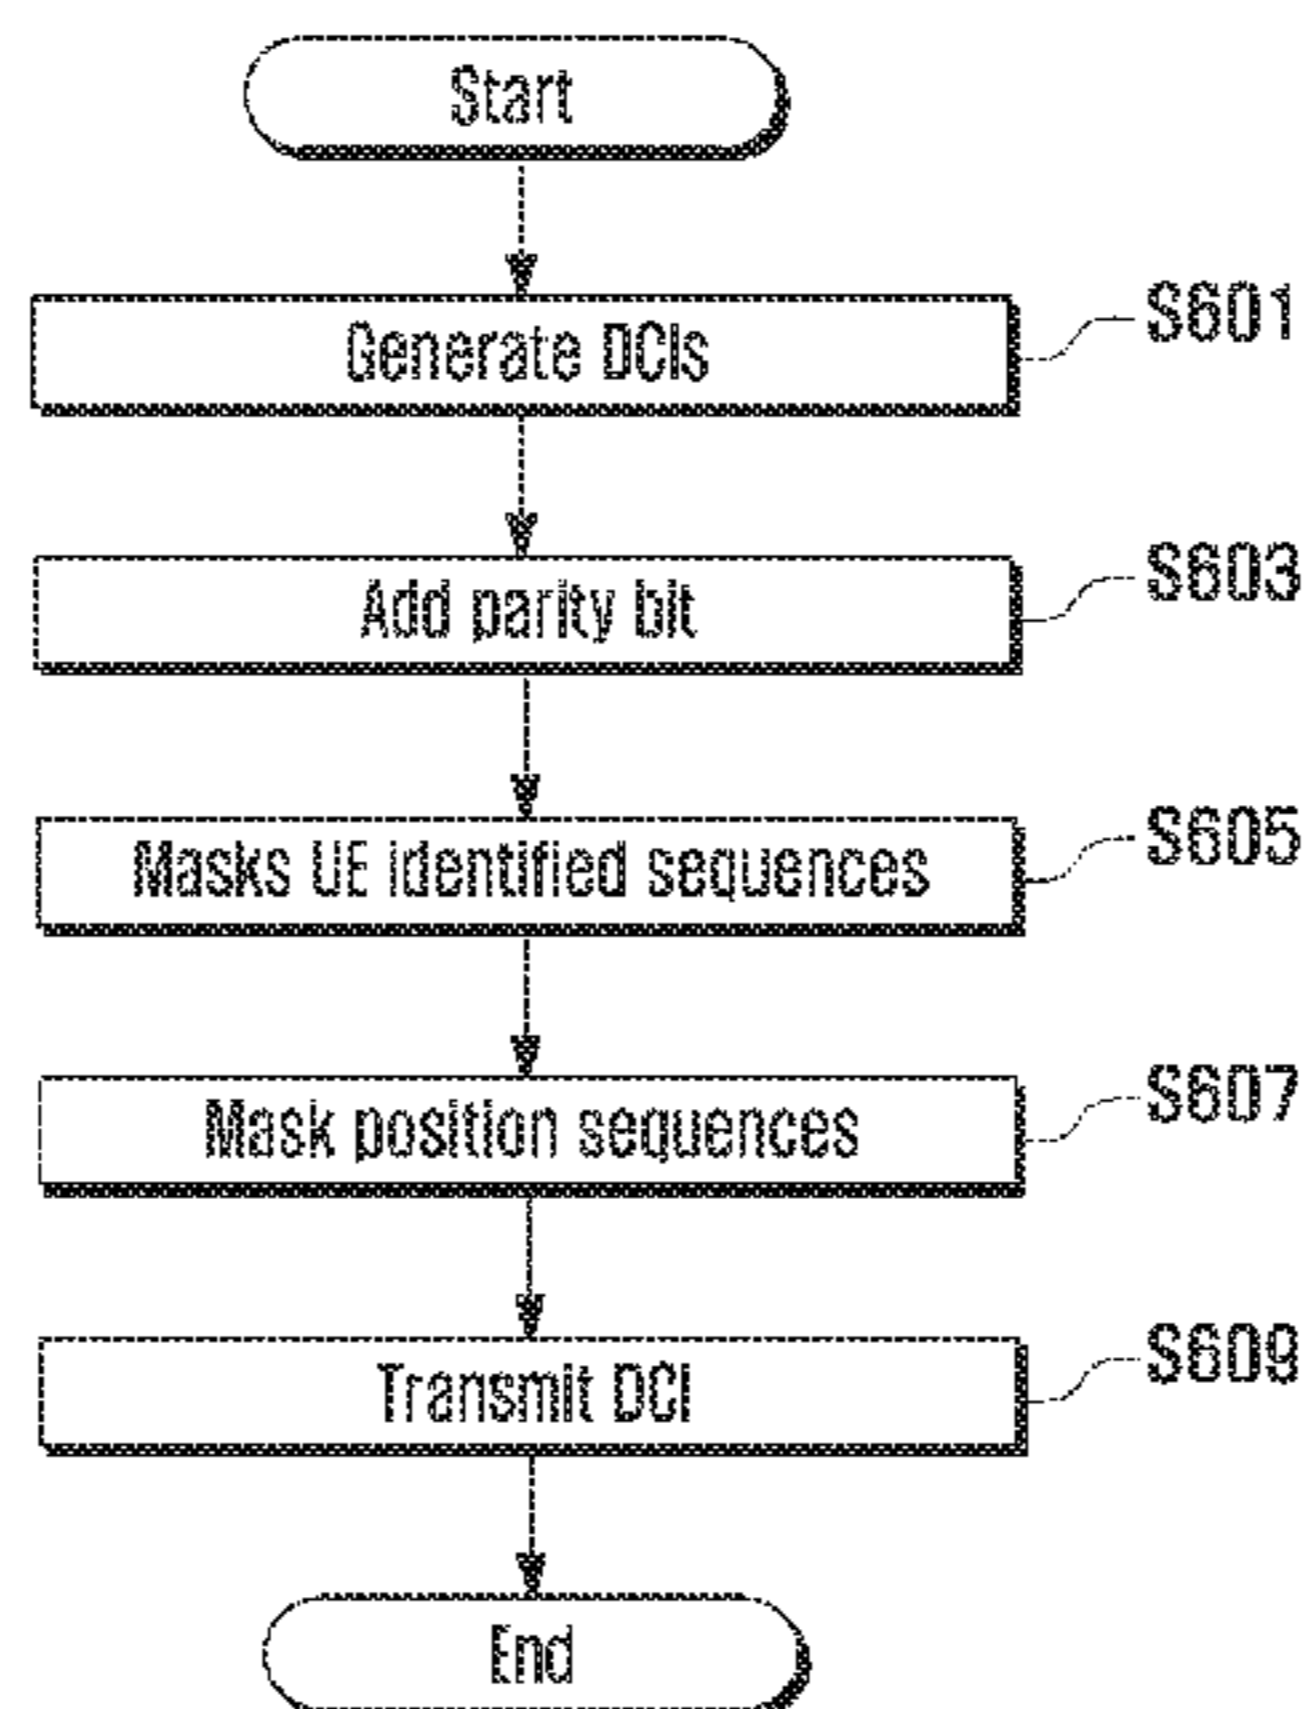 Start
Generate DCIs
S601
Add parity bit
S603
Masks UE identified sequences
S605
Mask position sequences
S607
Transmit DCI
S609
End